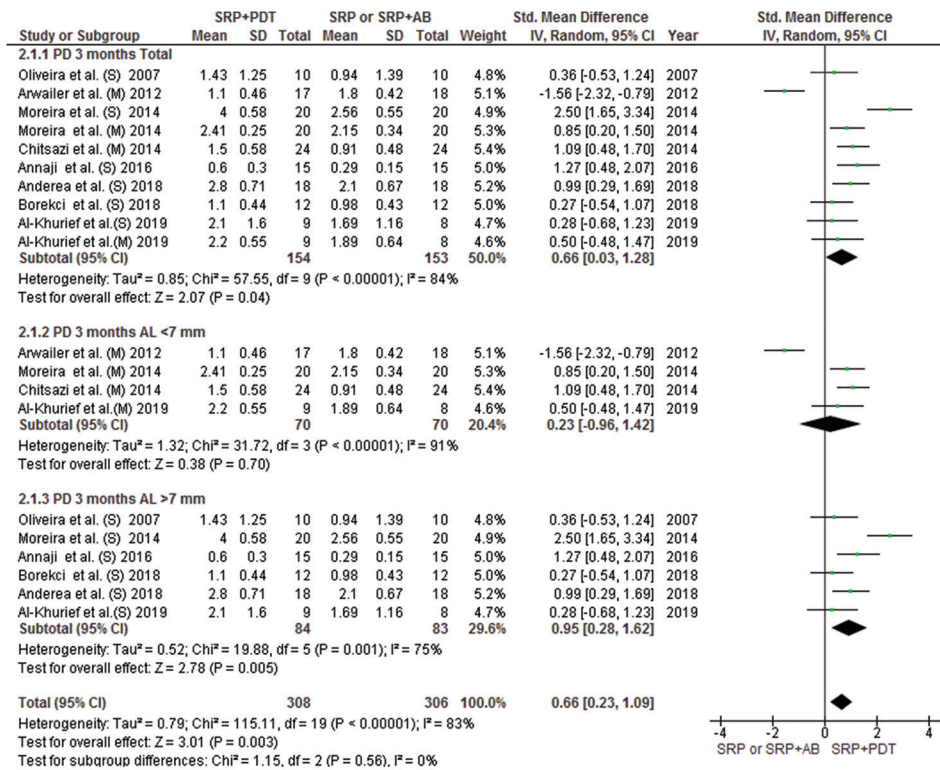 SRP+PDT SRP or SRP+AB Std. Mean Difference Std. Mean Difference
Study or Subgroup Mean SD Total Mean SD Total Weight IV, Random, 95% CI Year IV, Random, 95% CI
2.1.1 PD 3 months Total
Oliveira et al. (S) 2007 1.43 1.25 10 0.94 1.39 10 4.8% 0.36 [-0.53, 1.24] 2007
Arwailer et al. (M) 2012 1.1 0.46 17 1.8 0.42 18 5.1% -1.56 [-2.32, -0.79] 2012
Moreira et al. (S) 2014 4 0.58 20 2.56 0.55 20 5.0% 2.50 [1.65, 3.34] 2014
Moreira et al. (M) 2014 2.41 0.25 20 2.15 0.34 20 5.2% 0.85 [0.20, 1.50] 2014
Chitsazi et al. (M) 2014 1.5 0.58 24 0.91 0.48 24 5.3% 1.09 [0.48, 1.70] 2014
Annaji et al. (S) 2016 0.6 0.3 15 0.29 0.15 15 5.0% 1.27 [0.48, 2.07] 2016
Anderea et al. (S) 2018 2.8 0.71 18 2.1 0.67 18 5.2% 0.99 [0.29, 1.69] 2018
Borekci et al. (S) 2018 1.1 0.44 12 0.98 0.43 12 5.0% 0.27 [-0.54, 1.07] 2018
Al-Khurief et al.(S) 2019 2.1 1.6 9 1.69 1.16 8 4.7% 0.28 [-0.68, 1.23] 2019
Al-Khurief et al.(M) 2019 2.2 0.55 9 1.89 0.64 8 4.6% 0.50 [-0.48, 1.47] 2019
Subtotal (95% CI) 154 153 50.0% 0.66 [0.03, 1.28]
Heterogeneity: Tau² = 0.85; Chi² = 57.55, df = 9 (P < 0.00001); I² = 84%
Test for overall effect: Z = 2.07 (P = 0.04)
2.1.2 PD 3 months AL <7 mm
Arwailer et al. (M) 2012 1.1 0.46 17 1.8 0.42 18 5.1% -1.56 [-2.32, -0.79] 2012
Moreira et al. (M) 2014 2.41 0.25 20 2.15 0.34 20 5.2% 0.85 [0.20, 1.50] 2014
Chitsazi et al. (M) 2014 1.5 0.58 24 0.91 0.48 24 5.3% 1.09 [0.48, 1.70] 2014
Al-Khurief et al.(M) 2019 2.2 0.55 9 1.89 0.64 8 4.6% 0.50 [-0.48, 1.47] 2019
Subtotal (95% CI) 70 70 20.4% 0.23 [-0.96, 1.42]
Heterogeneity: Tau² = 1.32; Chi² = 31.72, df = 3 (P < 0.00001); I² = 91%
Test for overall effect: Z = 0.38 (P = 0.70)
2.1.3 PD 3 months AL >7 mm
Oliveira et al. (S) 2007 1.43 1.25 10 0.94 1.39 10 4.8% 0.36 [-0.53, 1.24] 2007
Moreira et al. (S) 2014 4 0.58 20 2.56 0.55 20 5.0% 2.50 [1.65, 3.34] 2014
Annaji et al. (S) 2016 0.6 0.3 15 0.29 0.15 15 5.0% 1.27 [0.48, 2.07] 2016
Borekci et al. (S) 2018 1.1 0.44 12 0.98 0.43 12 5.0% 0.27 [-0.54, 1.07] 2018
Anderea et al. (S) 2018 2.8 0.71 18 2.1 0.67 18 5.2% 0.99 [0.29, 1.69] 2018
Al-Khurief et al.(S) 2019 2.1 1.6 9 1.69 1.16 8 4.7% 0.28 [-0.68, 1.23] 2019
Subtotal (95% CI) 84 83 29.6% 0.95 [0.28, 1.62]
Heterogeneity: Tau² = 0.52; Chi² = 19.88, df = 5 (P = 0.001); I² = 75%
Test for overall effect: Z = 2.78 (P = 0.005)
Total (95% CI) 308 306 100.0% 0.66 [0.23, 1.09]
Heterogeneity: Tau² = 0.79; Chi² = 115.11, df = 19 (P < 0.00001); I² = 83%
Test for overall effect: Z = 3.01 (P = 0.003)
Test for subgroup differences: Chi² = 1.15, df = 2 (P = 0.56), I² = 0%
-4 -2 0 2 4
SRP or SRP+AB SRP+PDT